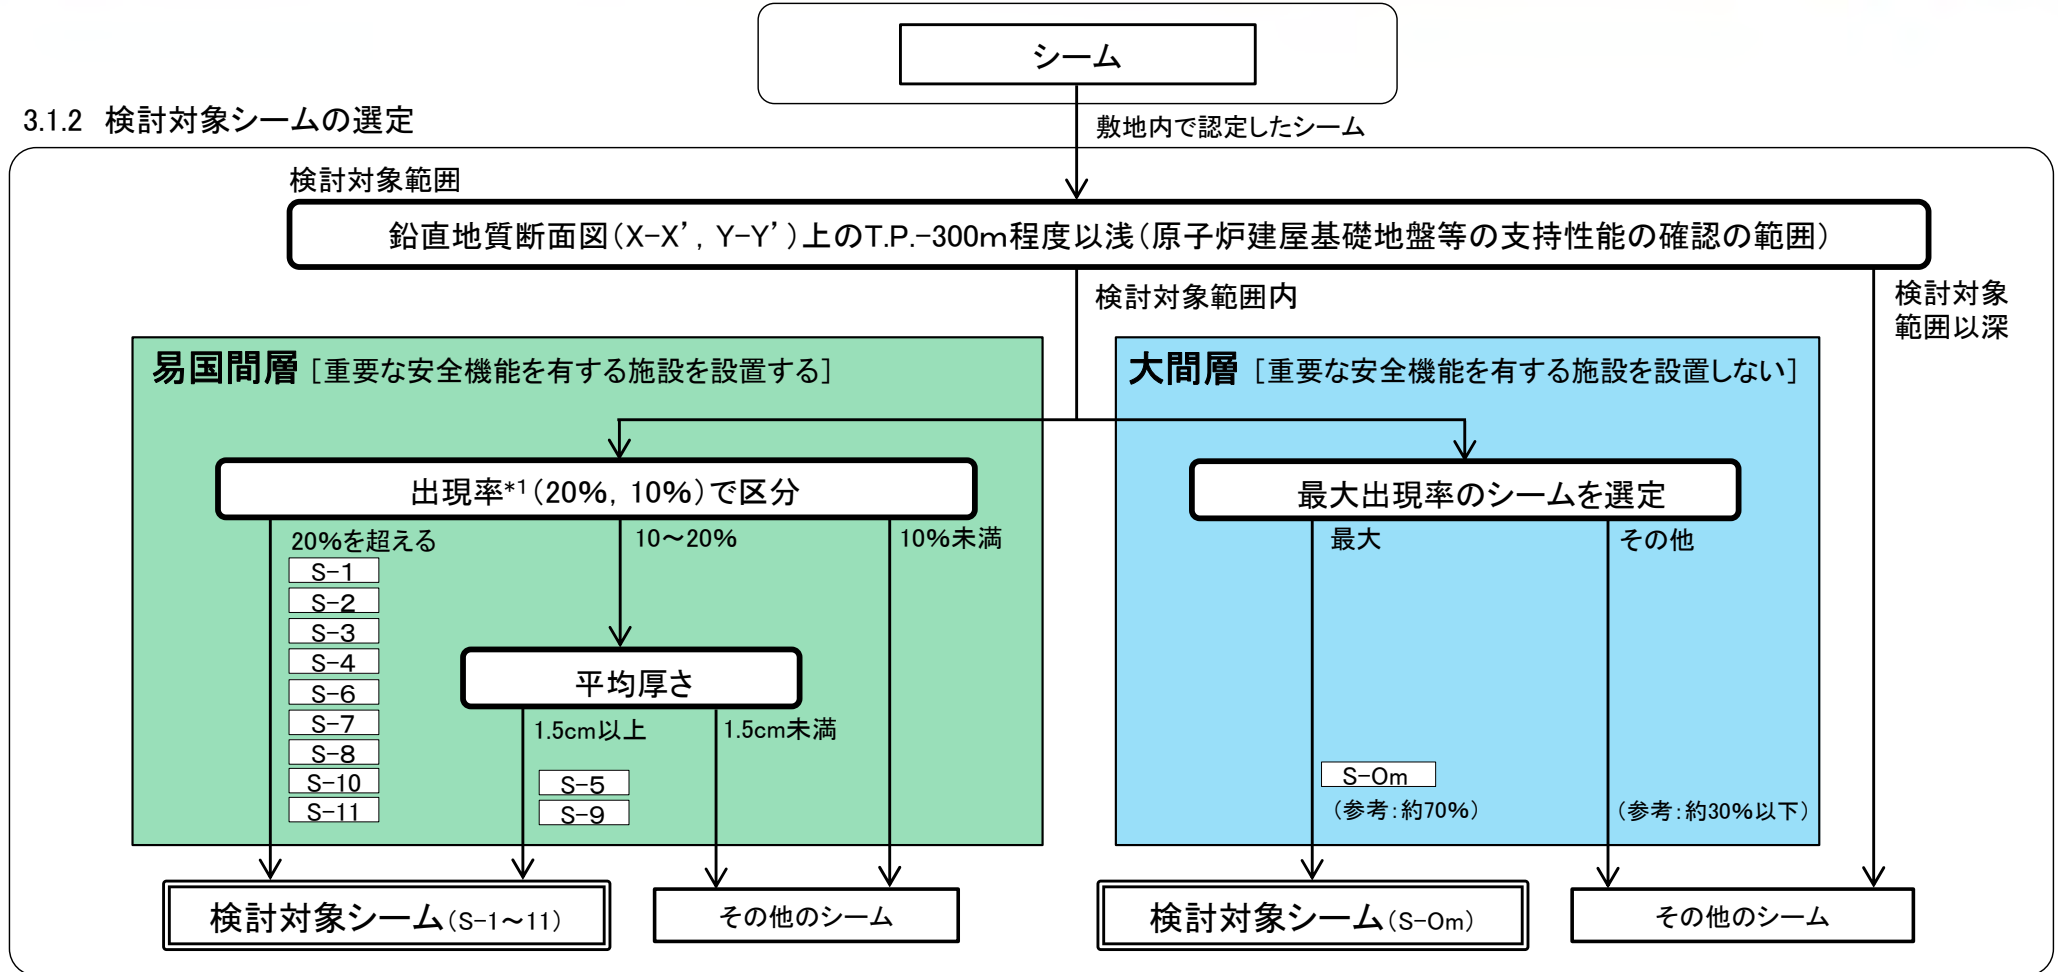 シーム
3.1.2 検討対象シームの選定
敷地内で認定したシーム
検討対象範囲
鉛直地質断面図(X-X’, Y-Y’)上のT.P.-300m程度以浅(原子炉建屋基礎地盤等の支持性能の確認の範囲)
検討対象範囲内
検討対象
範囲以深
易国間層 [重要な安全機能を有する施設を設置する]
大間層 [重要な安全機能を有する施設を設置しない]
出現率*1(20%, 10%)で区分
最大出現率のシームを選定
20%を超える
10～20%
10%未満
最大
その他
S-1
S-2
S-3
S-4
S-6
S-7
S-8
S-10
S-11
平均厚さ
1.5cm以上
1.5cm未満
S-5
S-9
S-Om
(参考:約70%)
(参考:約30%以下)
検討対象シーム(S-1～11)
その他のシーム
検討対象シーム(S-Om)
その他のシーム